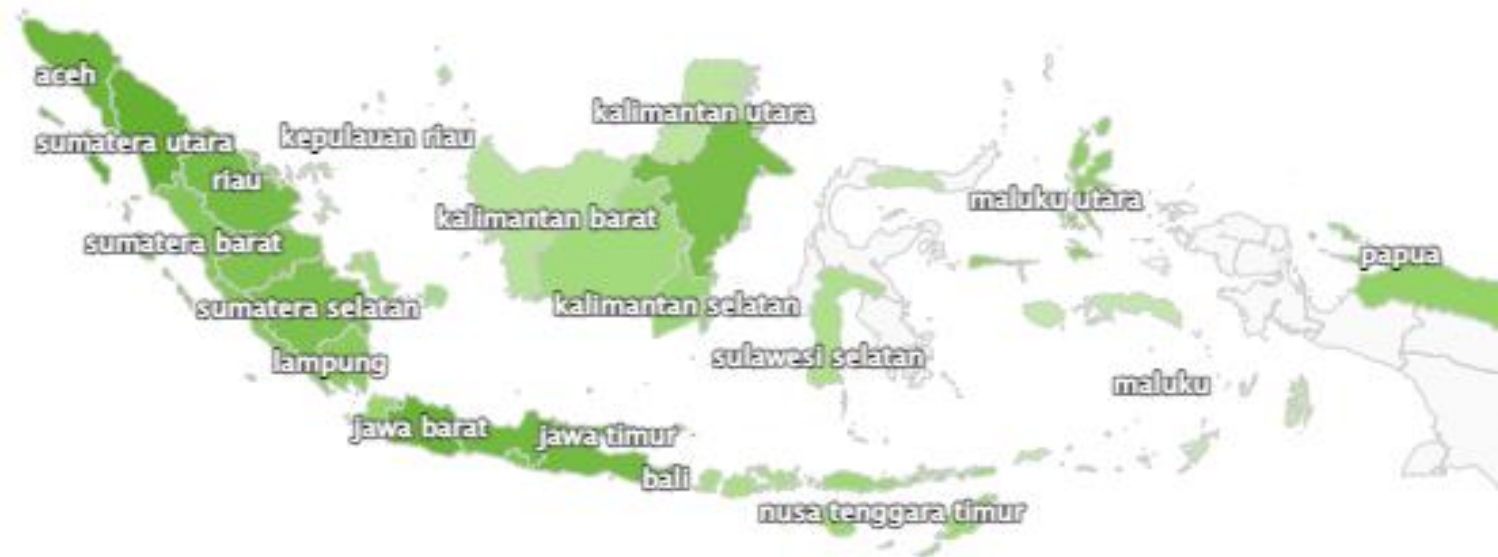 aceh
kalimantan utara
sumatera utara
kepulauan riau
riau
maluku utara
kalimantan barat
sumatera barat
papua
sumatera selatan
kalimantan selatan
sulawesi selatan
lampung
maluku
jawa barat
jawa timur
bali
nusa tenggara timur